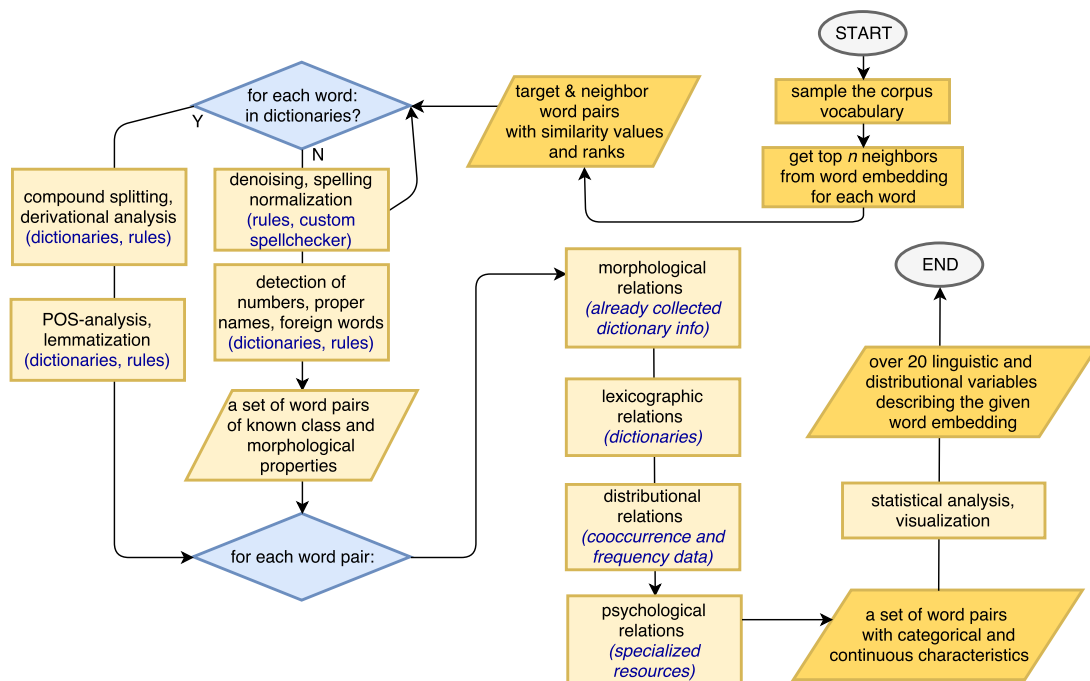 START
sample the corpus
vocabulary
get top n neighbors
from word embedding
for each word
target & neighbor
word pairs
with similarity values
and ranks
for each word:
in dictionaries?
Y
N
compound splitting,
derivational analysis
(dictionaries, rules)
POS-analysis,
lemmatization
(dictionaries, rules)
denoising, spelling
normalization
(rules, custom
spellchecker)
detection of
numbers, proper
names, foreign words
(dictionaries, rules)
a set of word pairs
of known class and
morphological
properties
for each word pair:
morphological
relations
(already collected
dictionary info)
lexicographic
relations
(dictionaries)
distributional
relations
(cooccurrence and
frequency data)
psychological
relations
(specialized
resources)
a set of word pairs
with categorical and
continuous characteristics
statistical analysis,
visualization
over 20 linguistic and
distributional variables
describing the given
word embedding
END